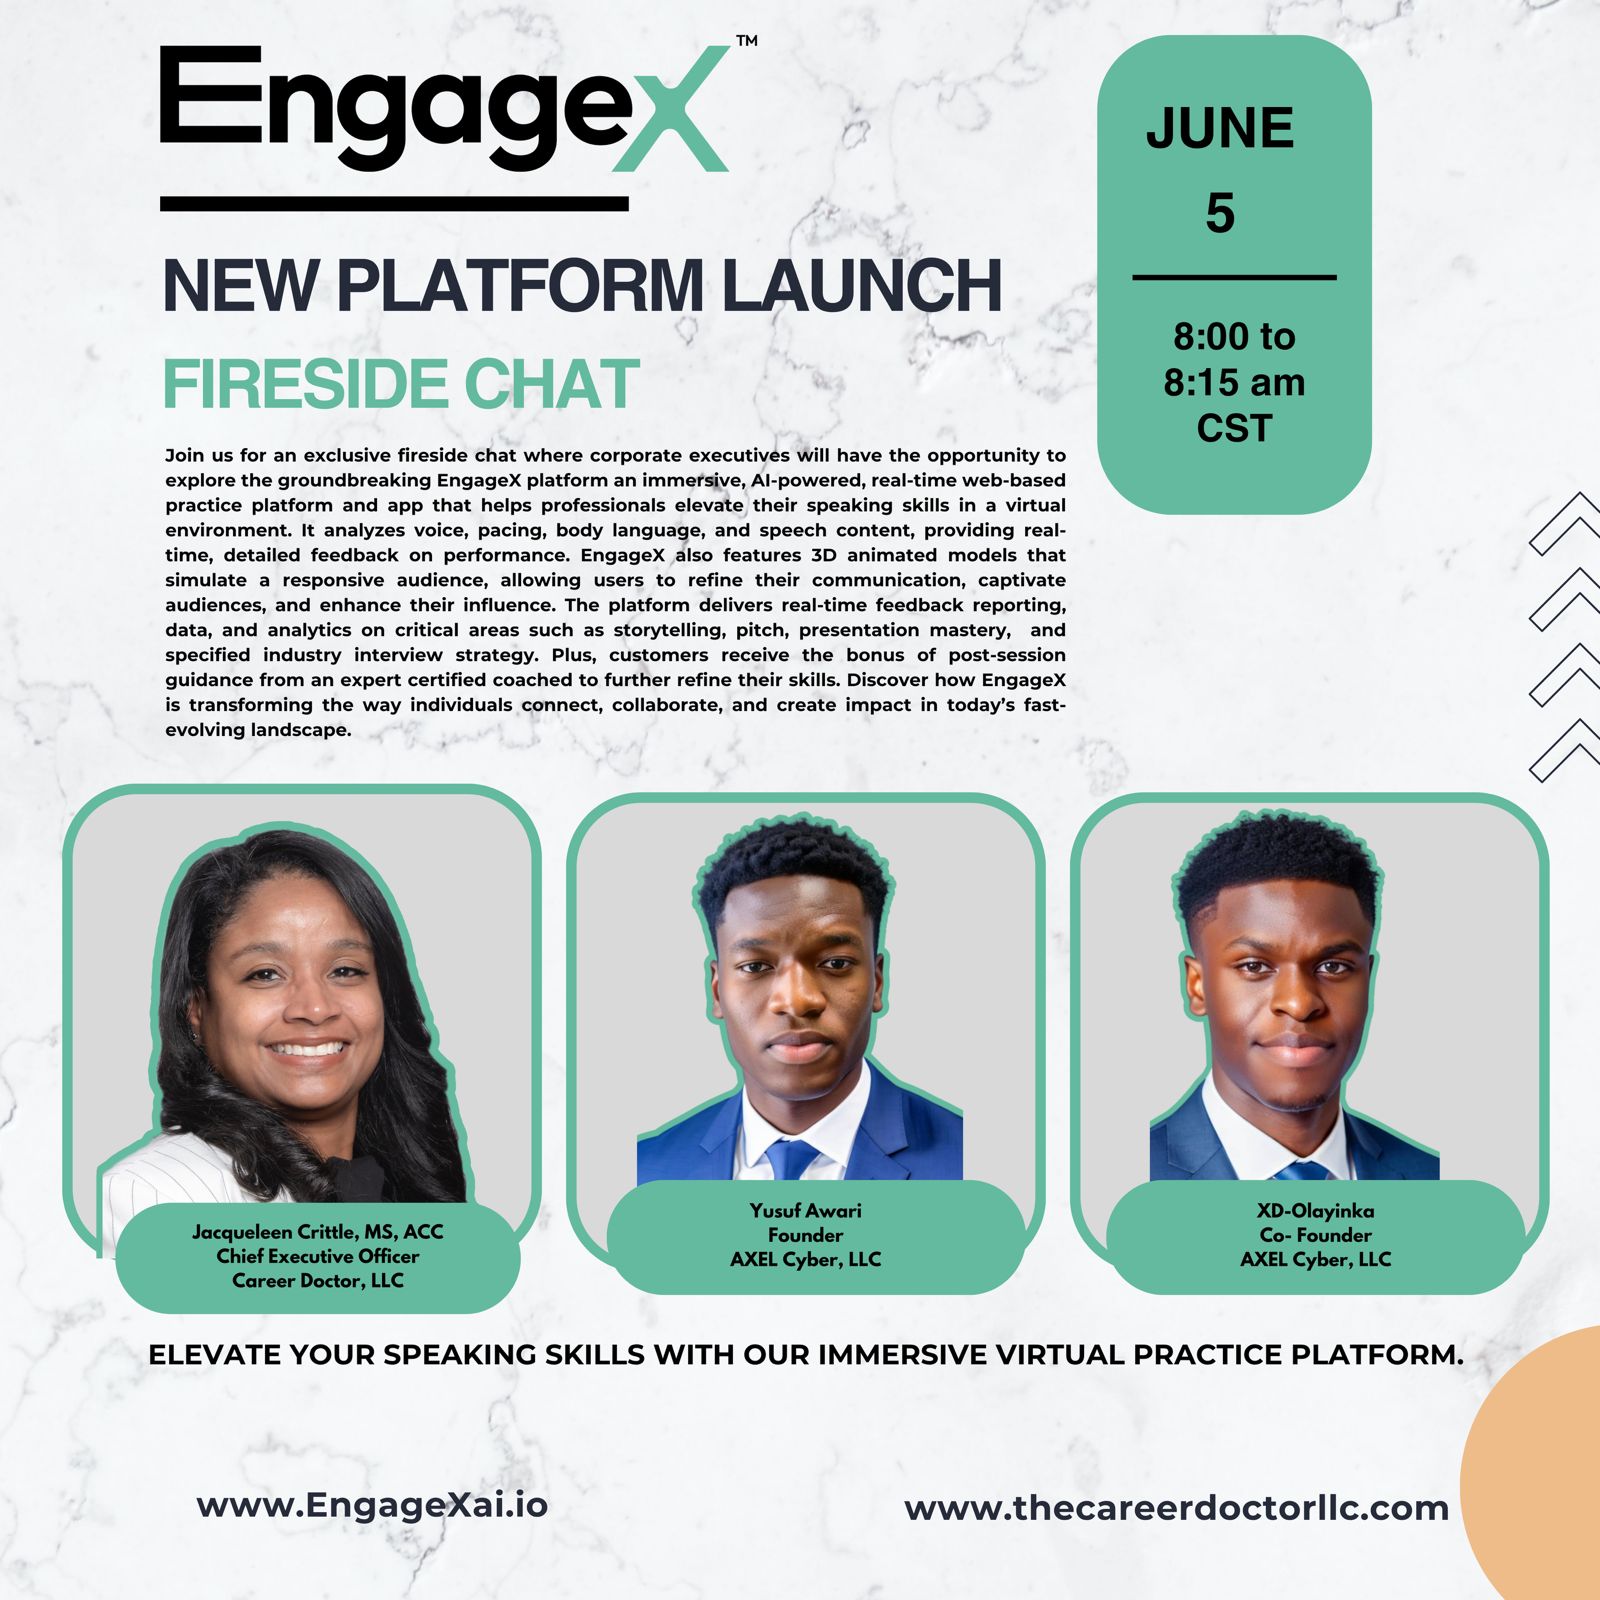 EngageX™
NEW PLATFORM LAUNCH
FIRESIDE CHAT
JUNE
5
8:00 to
8:15 am
CST
Join us for an exclusive fireside chat where corporate executives will have the opportunity to
explore the groundbreaking EngageX platform an immersive, AI-powered, real-time web-based
practice platform and app that helps professionals elevate their speaking skills in a virtual
environment. It analyzes voice, pacing, body language, and speech content, providing real-
time, detailed feedback on performance. EngageX also features 3D animated models that
simulate a responsive audience, allowing users to refine their communication, captivate
audiences, and enhance their influence. The platform delivers real-time feedback reporting,
data, and analytics on critical areas such as storytelling, pitch, presentation mastery, and
specified industry interview strategy. Plus, customers receive the bonus of post-session
guidance from an expert certified coached to further refine their skills. Discover how EngageX
is transforming the way individuals connect, collaborate, and create impact in today’s fast-
evolving landscape.
Jacqueleen Crittle, MS, ACC
Chief Executive Officer
Career Doctor, LLC
Yusuf Awari
Founder
AXEL Cyber, LLC
XD-Olayinka
Co- Founder
AXEL Cyber, LLC
ELEVATE YOUR SPEAKING SKILLS WITH OUR IMMERSIVE VIRTUAL PRACTICE PLATFORM.
www.EngageXai.io
www.thecareerdoctorllc.com